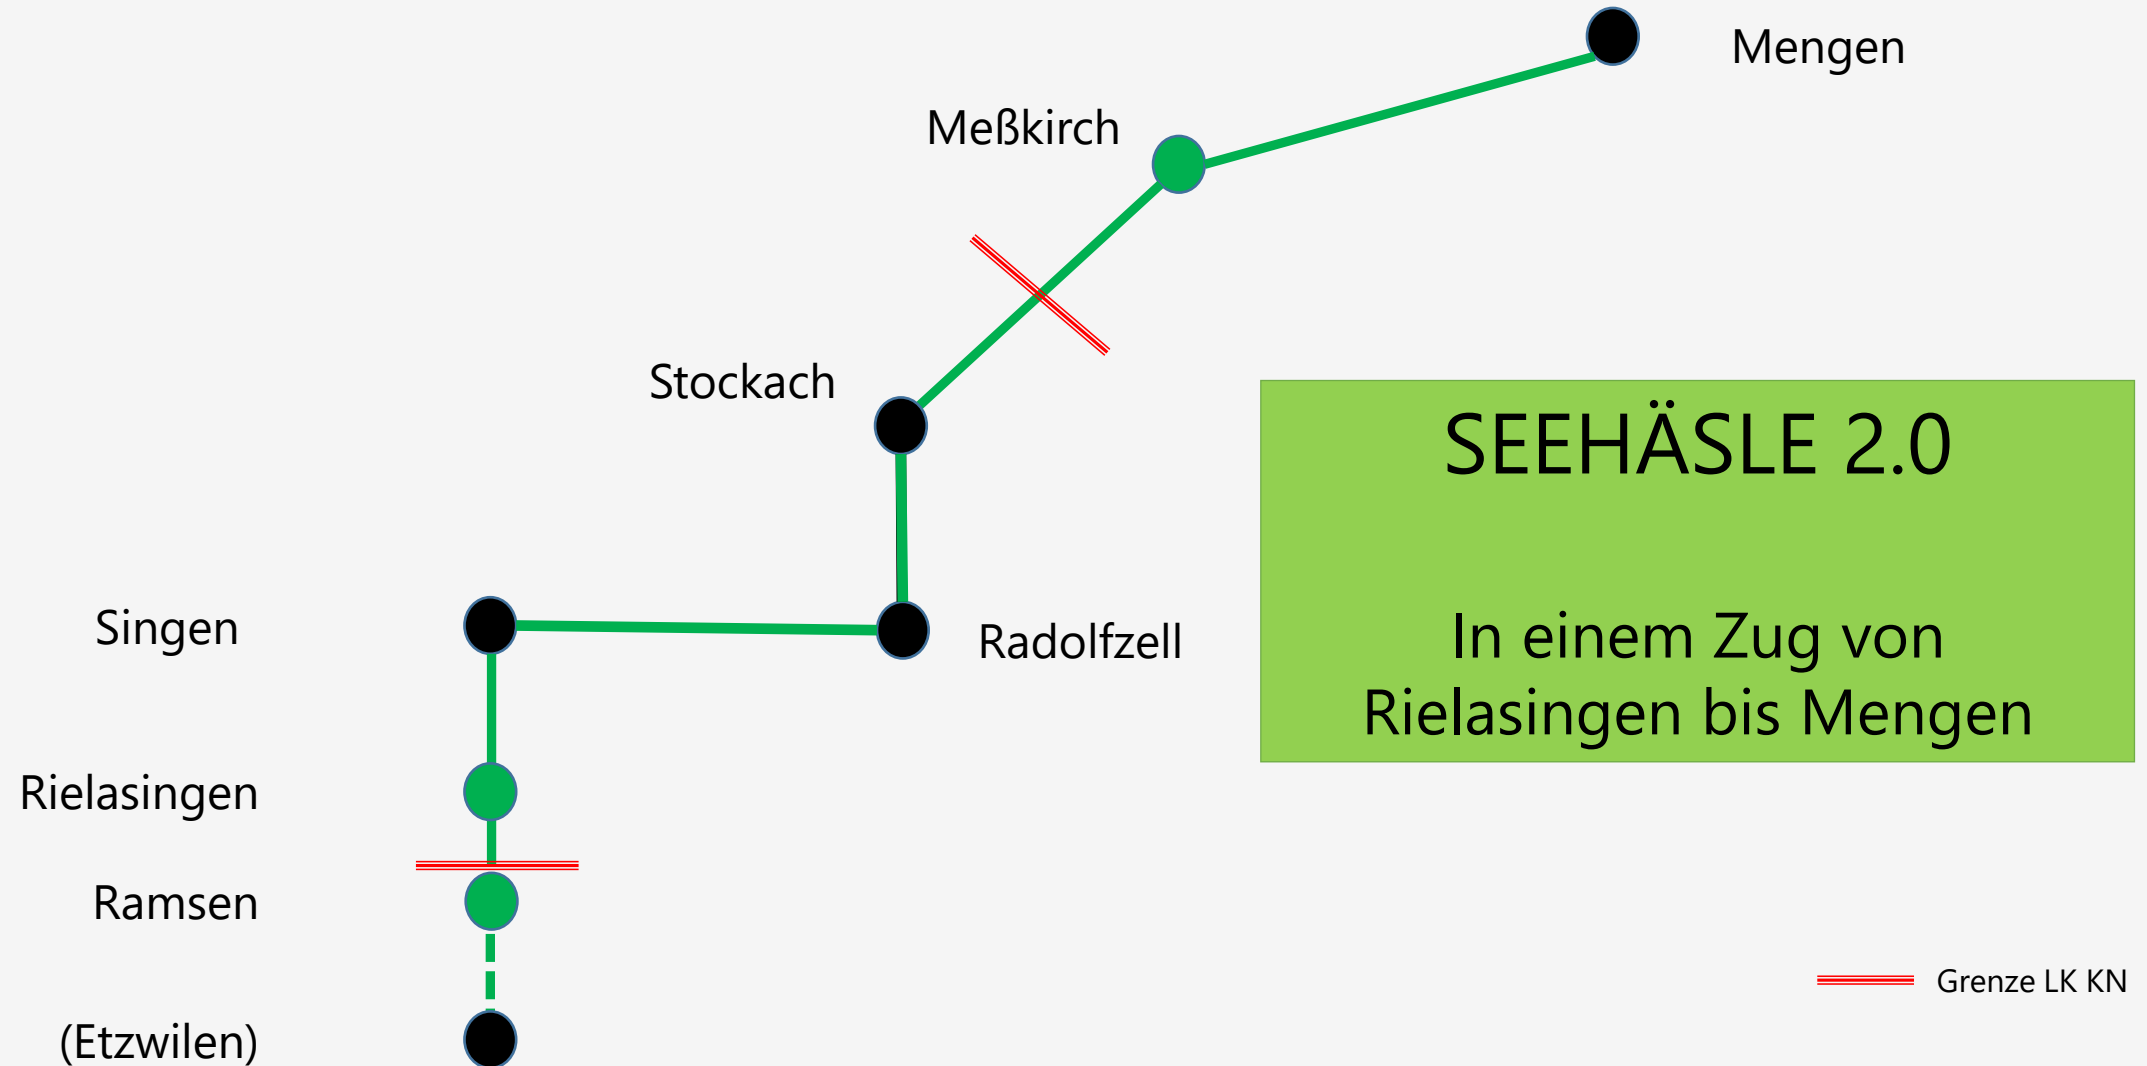 Mengen
Meßkirch
Stockach
SEEHÄSLE 2.0
In einem Zug von
Rielasingen bis Mengen
Singen
Radolfzell
Rielasingen
Ramsen
Grenze LK KN
(Etzwilen)